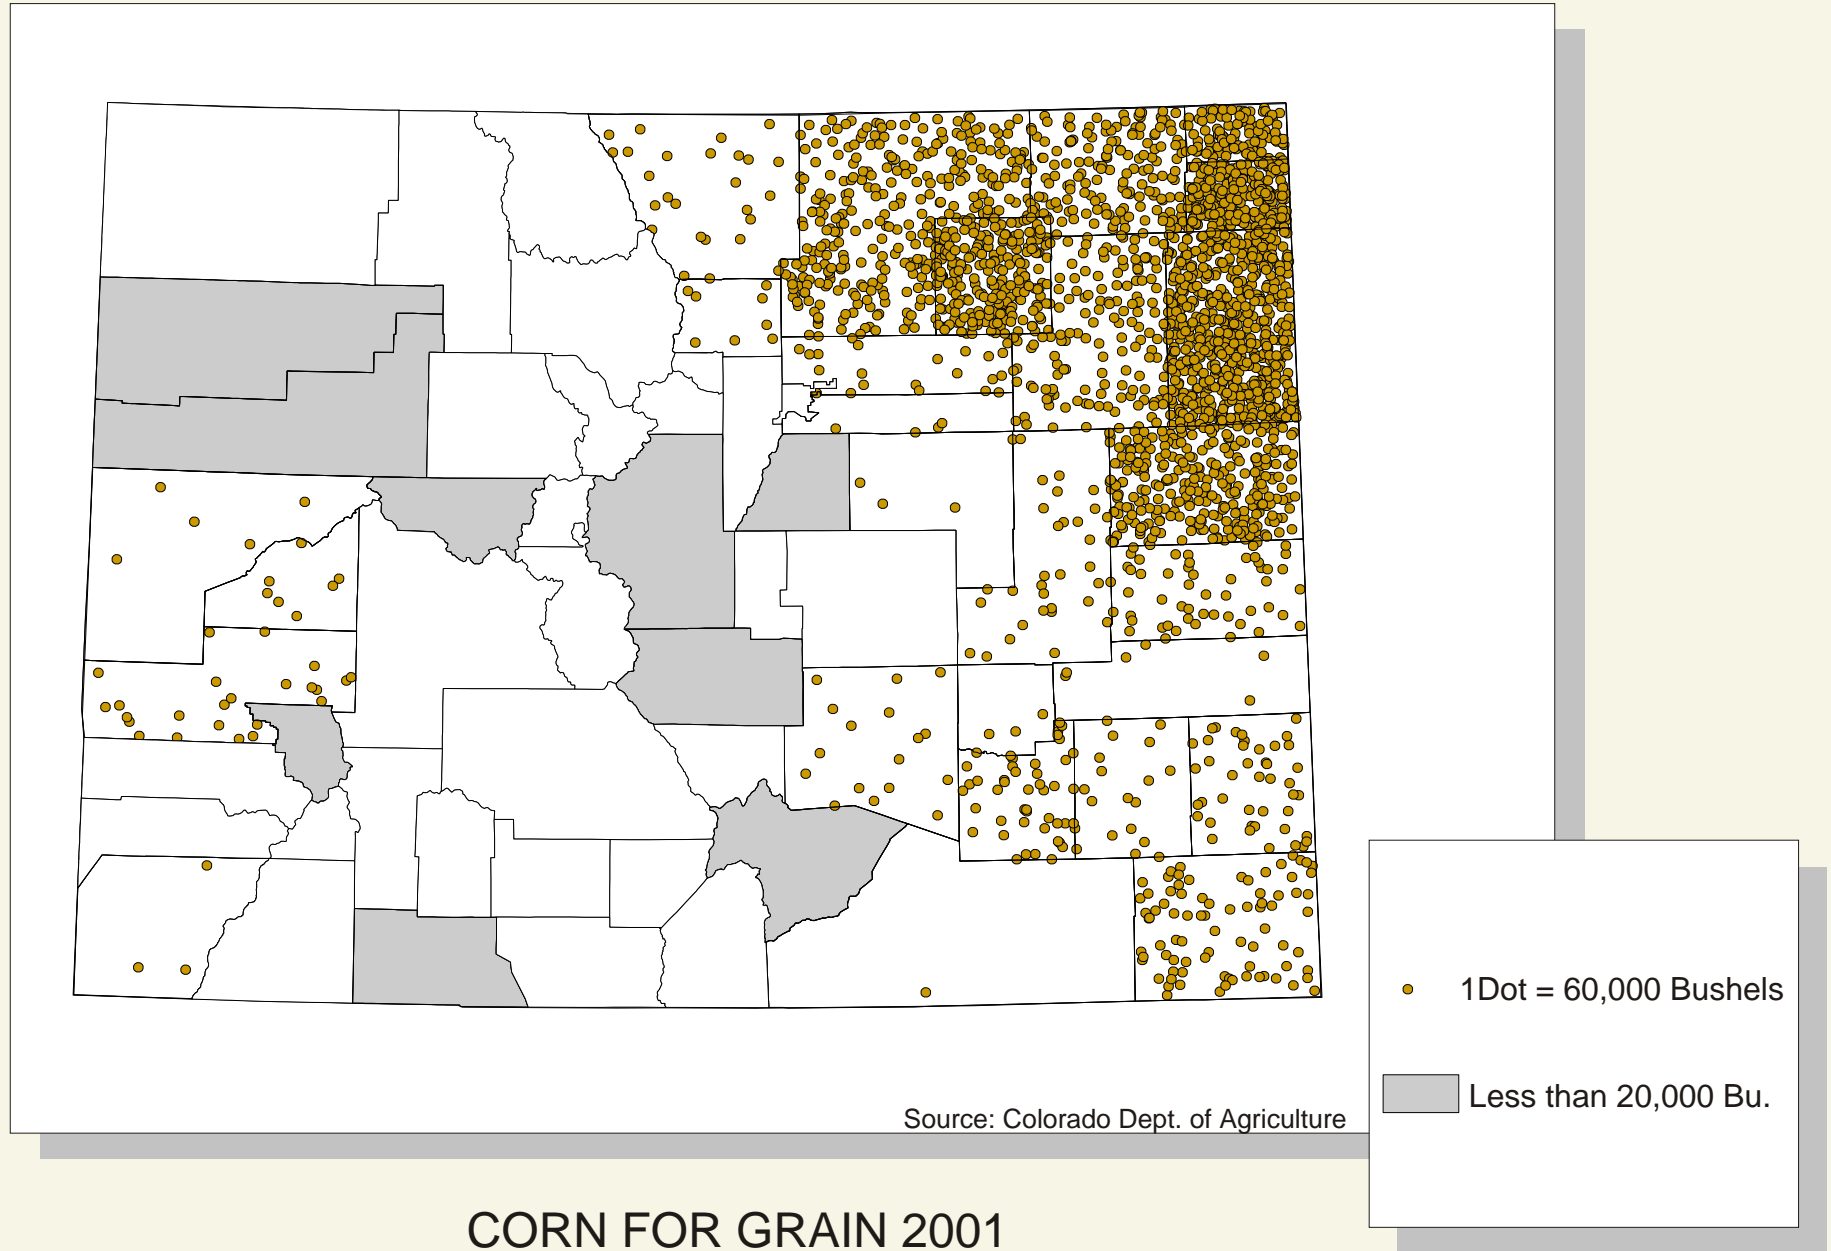 1Dot = 60,000 Bushels
Less than 20,000 Bu.
Source: Colorado Dept. of Agriculture
CORN FOR GRAIN 2001